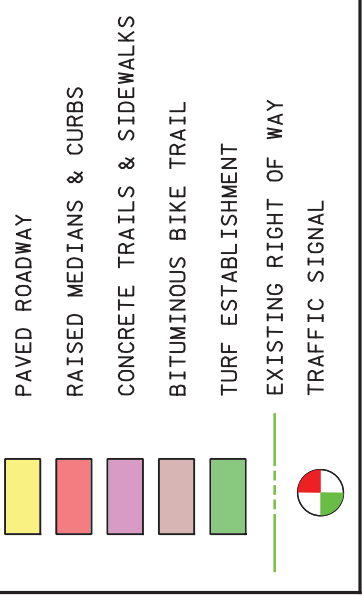 PAVED ROADWAY
RAISED MEDIANS & CURBS
CONCRETE TRAILS & SIDEWALKS
BITUMINOUS BIKE TRAIL
TURF ESTABLISHMENT
EXISTING RIGHT OF WAY
TRAFFIC SIGNAL